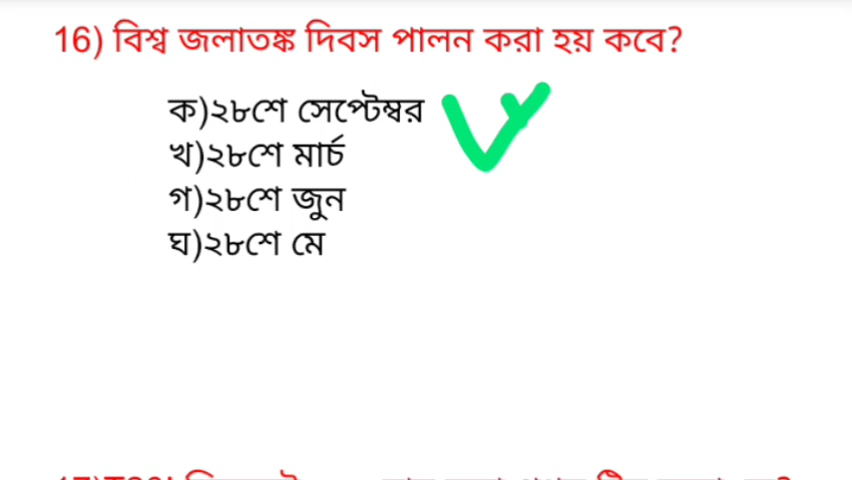 16) বিশ্ব জলাতঙ্ক দিবস পালন করা হয় কবে?
ক)২৮শে সেপ্টেম্বর
খ)২৮শে মার্চ
গ)২৮শে জুন
ঘ)২৮শে মে